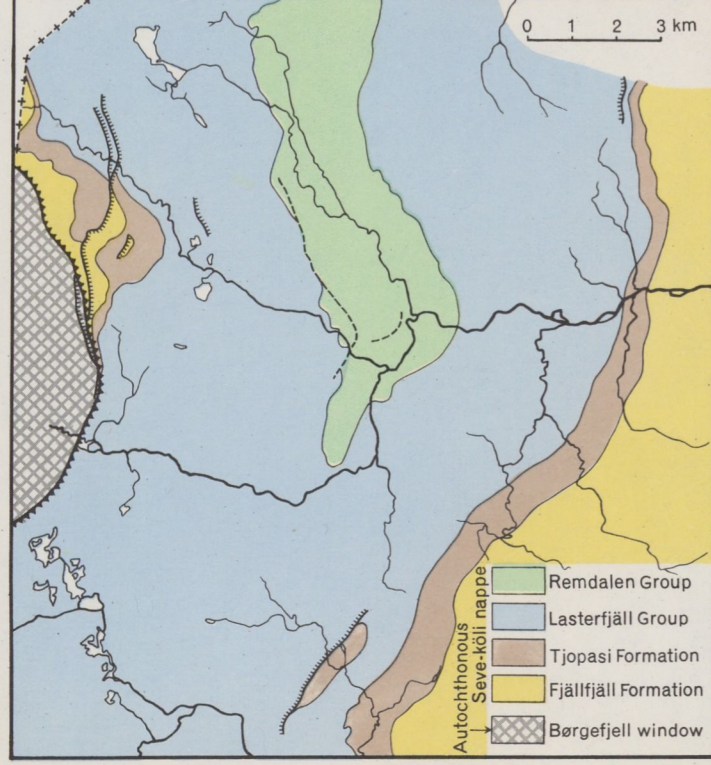 0 1 2 3 km
Remdalen Group
Lasterfjäll Group
Tjopasi Formation
Fjällfjäll Formation
Børgefjell window
Seve-köli nappe
Autochthonous